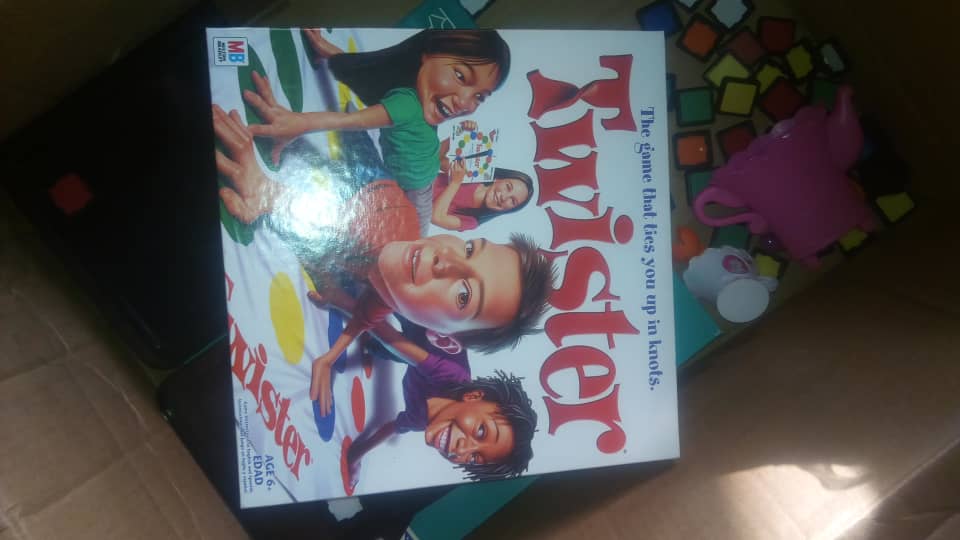 The game that ties you up in knots.
Twister
MB
Twister
AGE 6+
EDAD